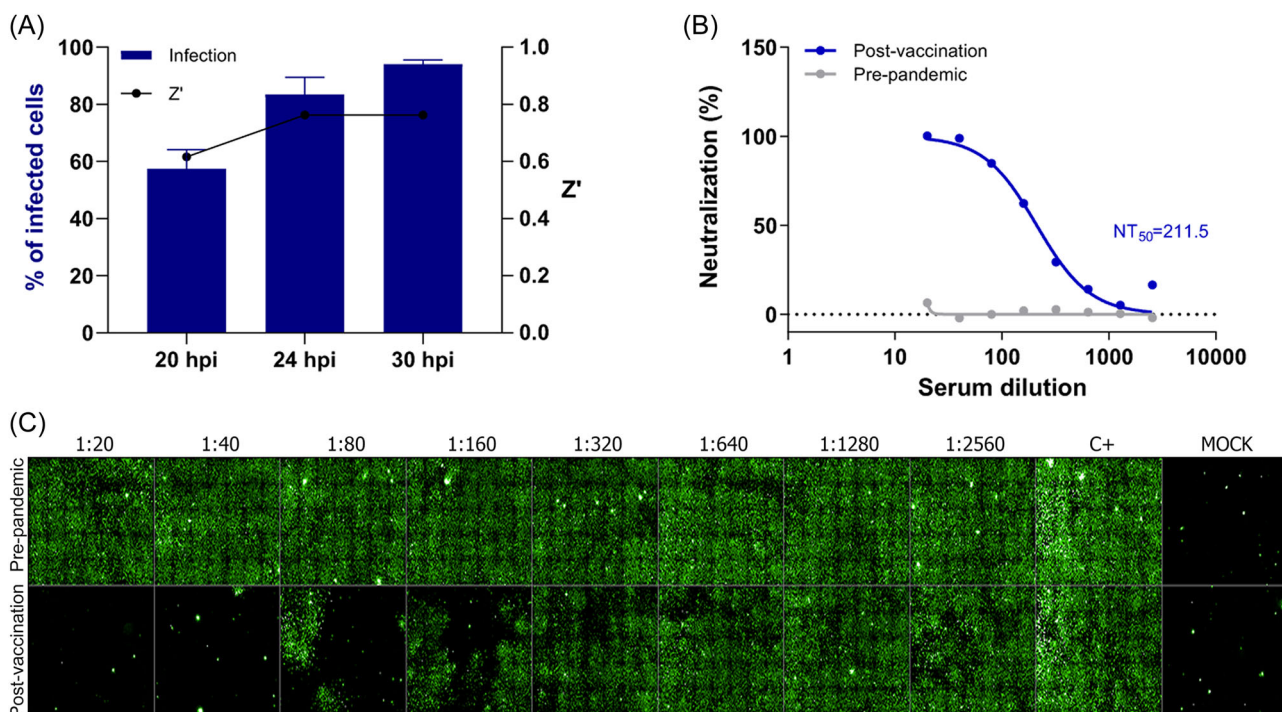 (A)
100
80
60
40
20
0
% of infected cells
Infection
Z'
1.0
0.8
0.6
0.4
0.2
0.0
Z'
20 hpi 24 hpi 30 hpi
(B)
150
100
50
0
Neutralization (%)
Post-vaccination
Pre-pandemic
NT50=211.5
1 10 100 1000 10000
Serum dilution
(C)
1:20 1:40 1:80 1:160 1:320 1:640 1:1280 1:2560 C+ MOCK
Pre-pandemic
Post-vaccination